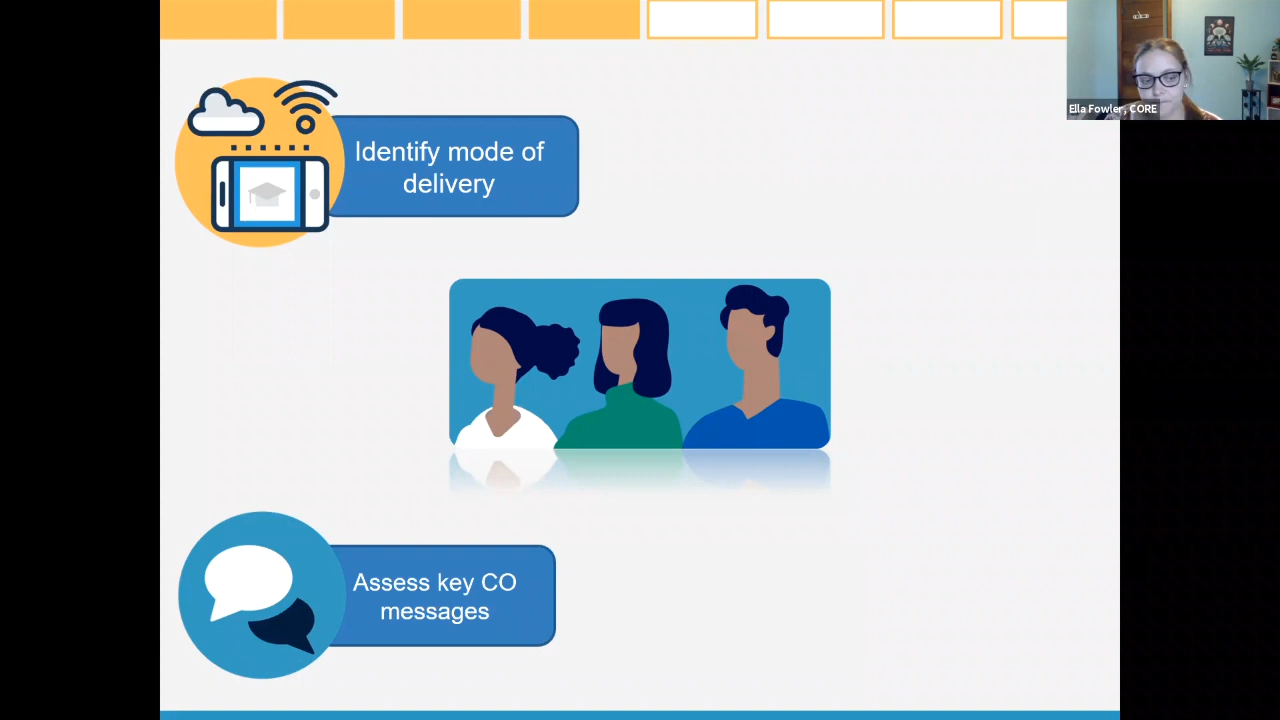 Identify mode of
delivery
Ella Fowler, CORE
Assess key CO
messages